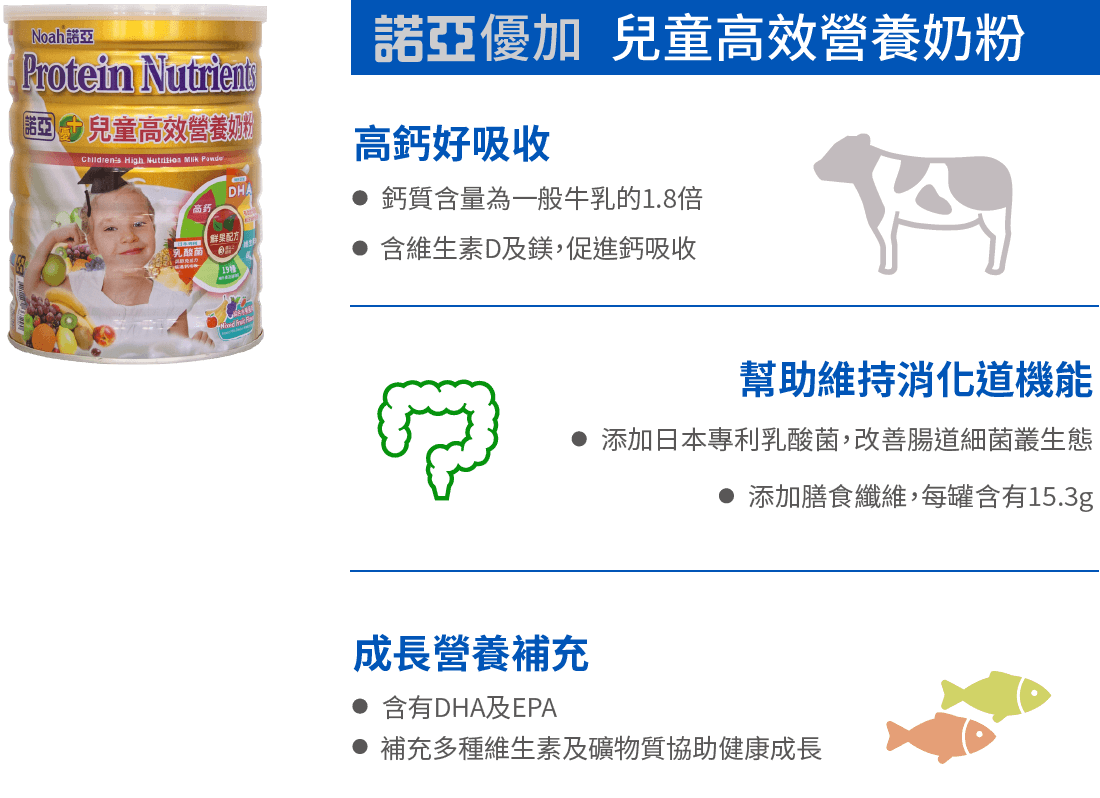 Noah 諾亞
Protein Nutrients
諾亞 優+ 兒童高效營養奶粉
Children's High Nutrition Milk Powder
DHA
高鈣
鮮果配方
乳酸菌
15種
Mixed Fruit Flavor
諾亞優加 兒童高效營養奶粉
高鈣好吸收
● 鈣質含量為一般牛乳的1.8倍
● 含維生素D及鎂，促進鈣吸收
幫助維持消化道機能
● 添加日本專利乳酸菌，改善腸道細菌叢生態
● 添加膳食纖維，每罐含有15.3g
成長營養補充
● 含有DHA及EPA
● 補充多種維生素及礦物質協助健康成長